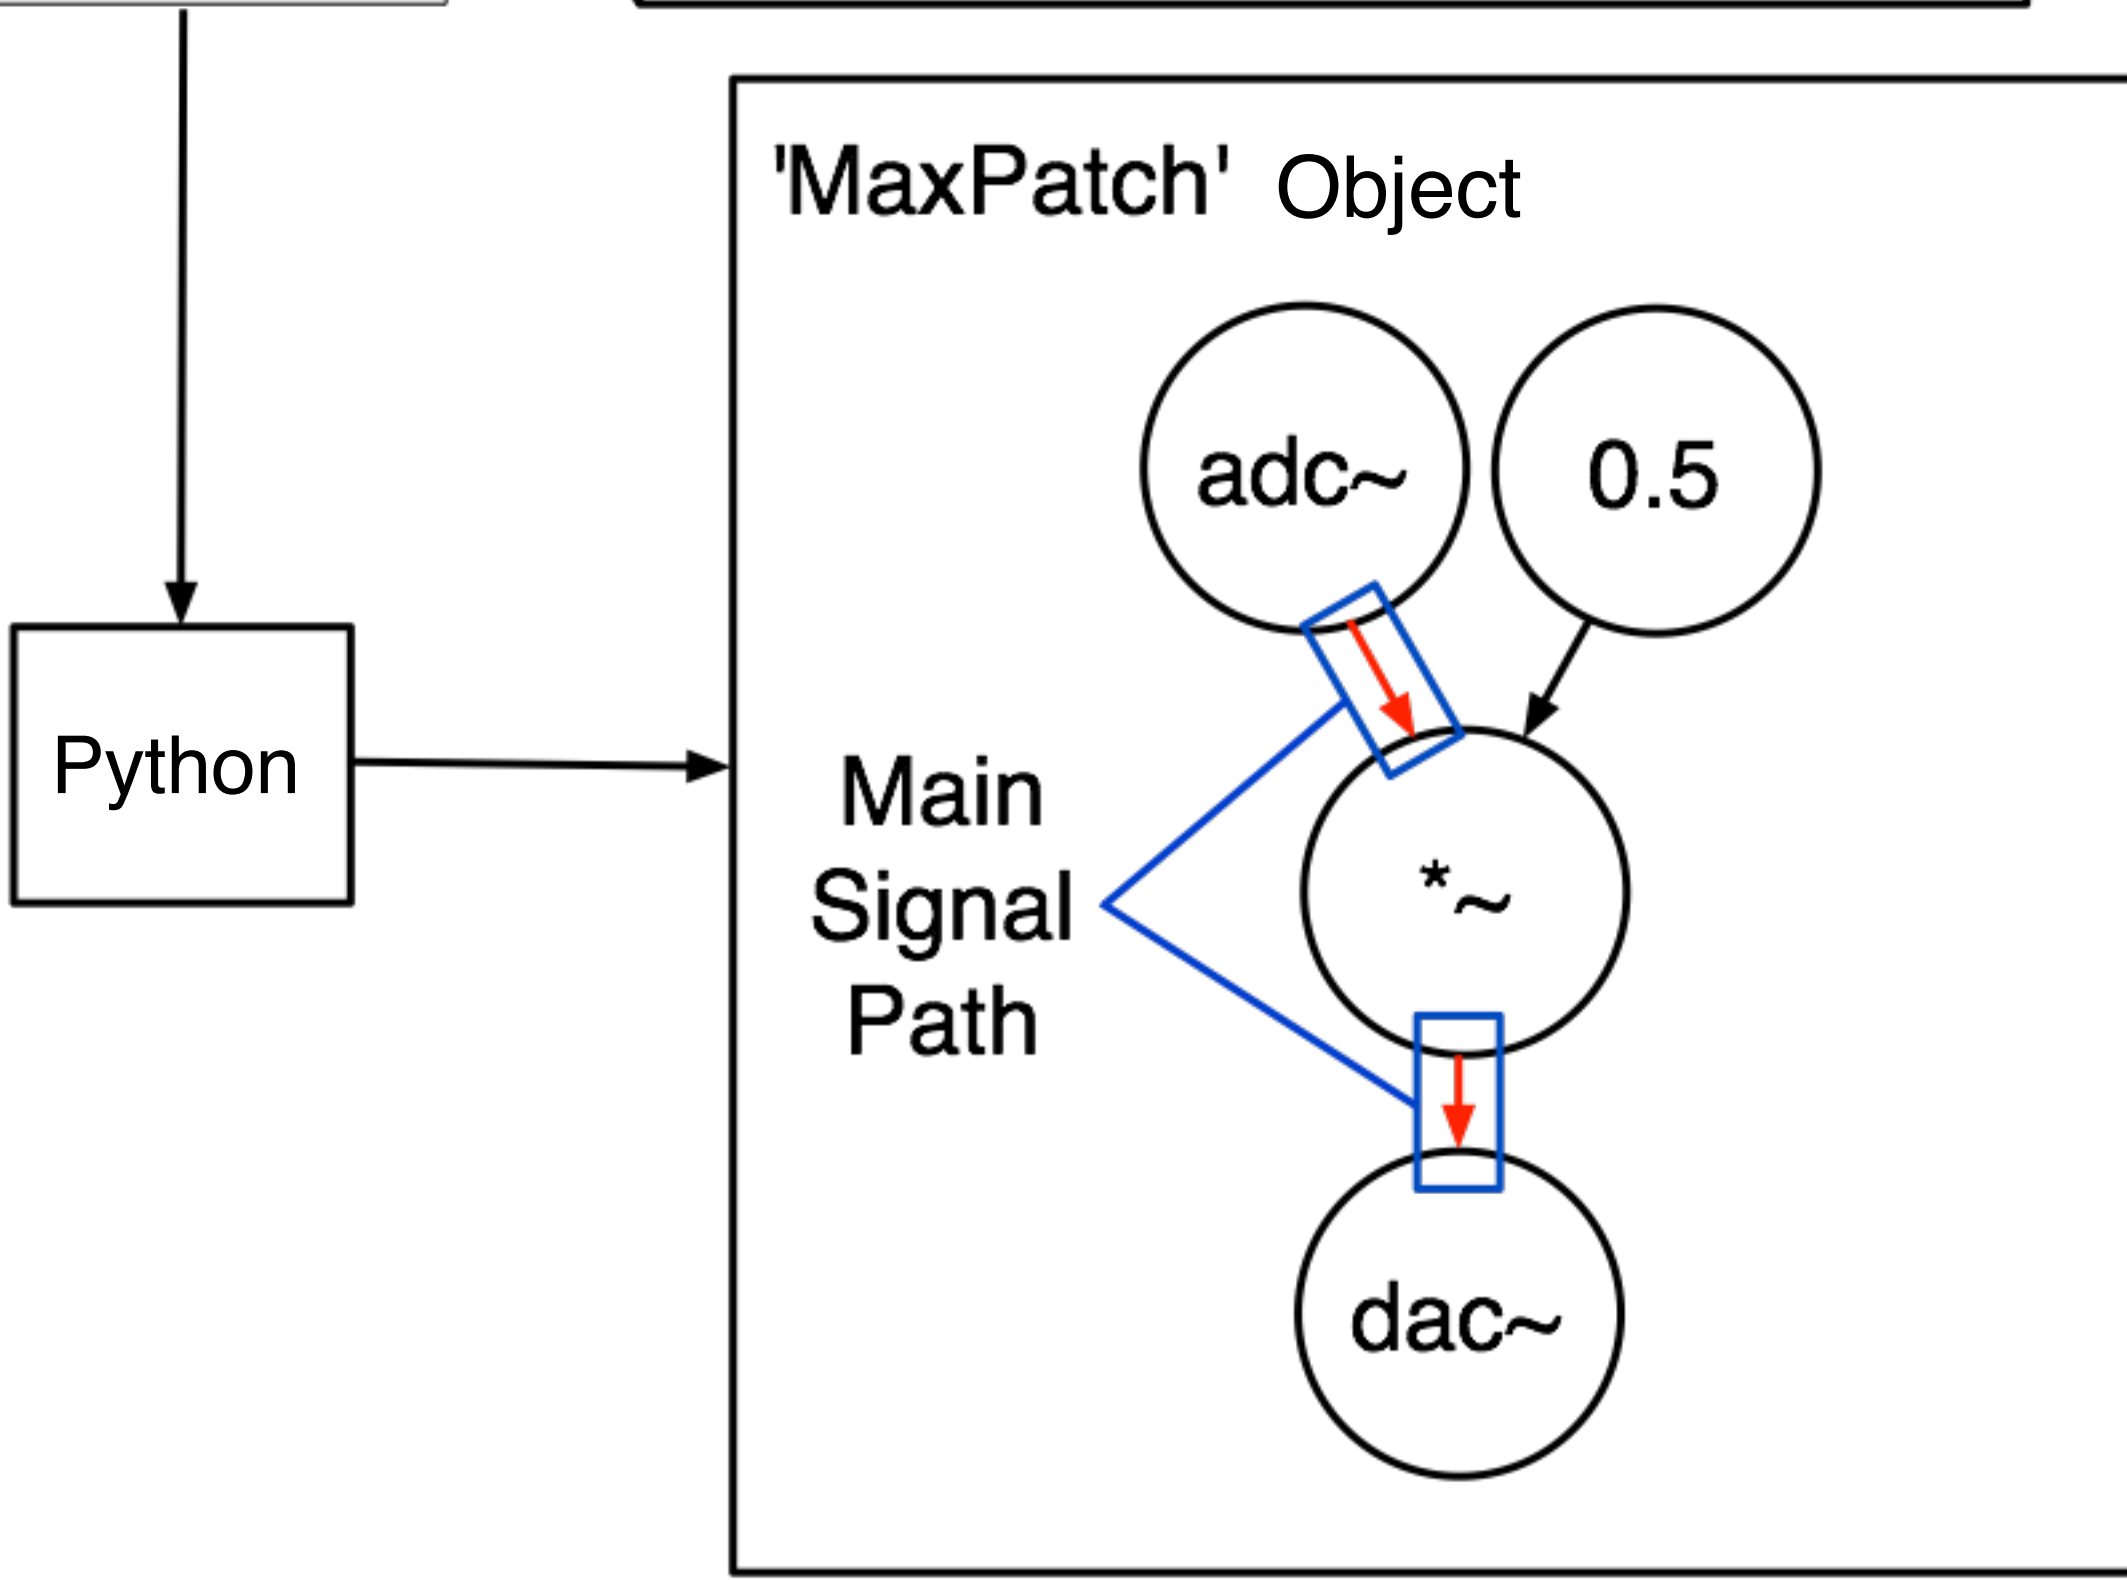 'MaxPatch' Object
adc~
0.5
Python
Main
Signal
Path
*~
dac~